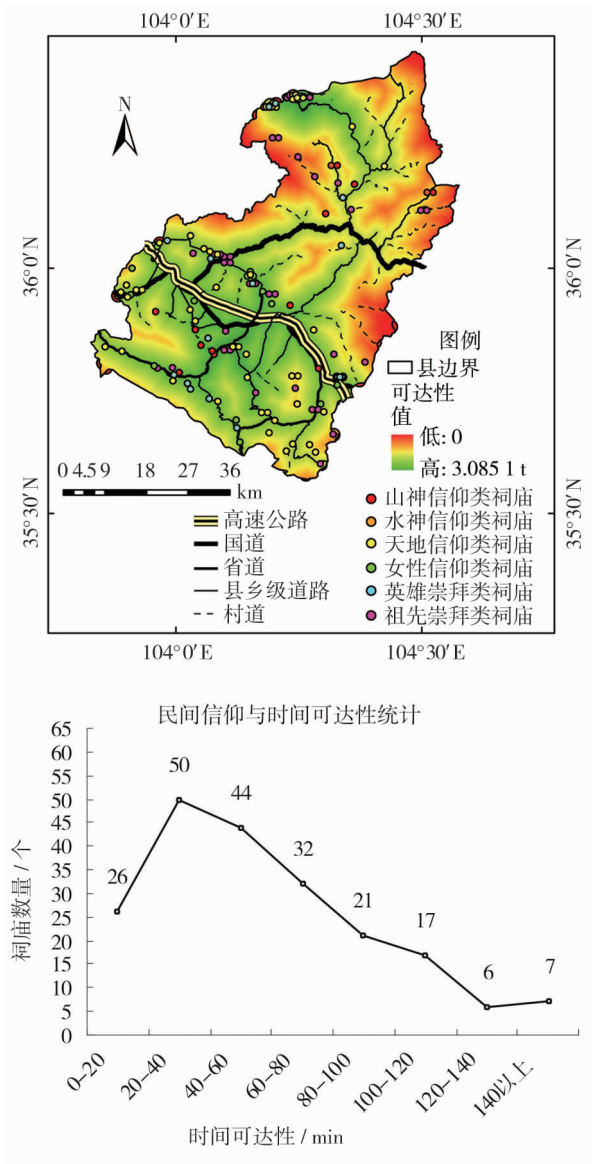 104°0′E 104°30′E
N
36°0′N 36°0′N
35°30′N 35°30′N
图例
县边界
可达性
值
低: 0
高: 3.085 1 t
0 4.5 9 18 27 36
km
高速公路
国道
省道
县乡级道路
村道
山神信仰类祠庙
水神信仰类祠庙
天地信仰类祠庙
女性信仰类祠庙
英雄崇拜类祠庙
祖先崇拜类祠庙
104°0′E 104°30′E
民间信仰与时间可达性统计
祠庙数量 / 个
65
60
55
50
45
40
35
30
25
20
15
10
5
0
26
50
44
32
21
17
6
7
0–20
20–40
40–60
60–80
80–100
100–120
120–140
140以上
时间可达性 / min